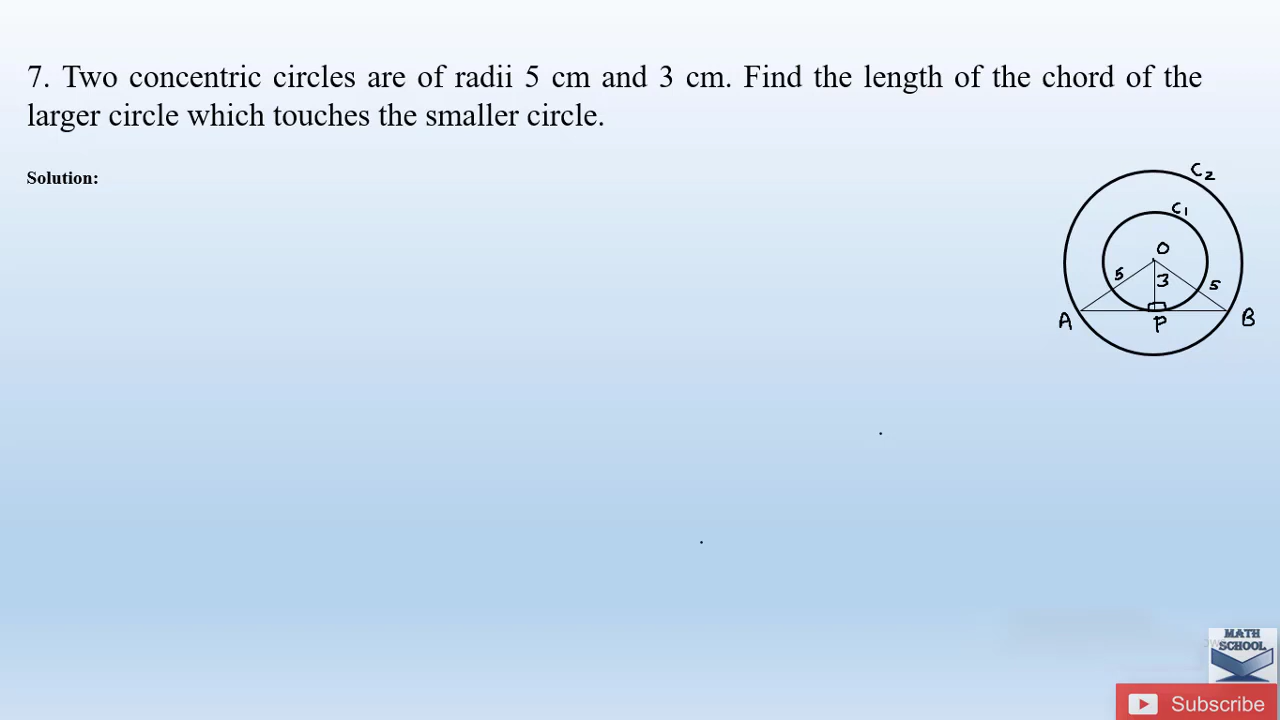 7. Two concentric circles are of radii 5 cm and 3 cm. Find the length of the chord of the
larger circle which touches the smaller circle.
Solution:
C2
C1
O
5
3
5
A
P
B
MATH
SCHOOL
Subscribe